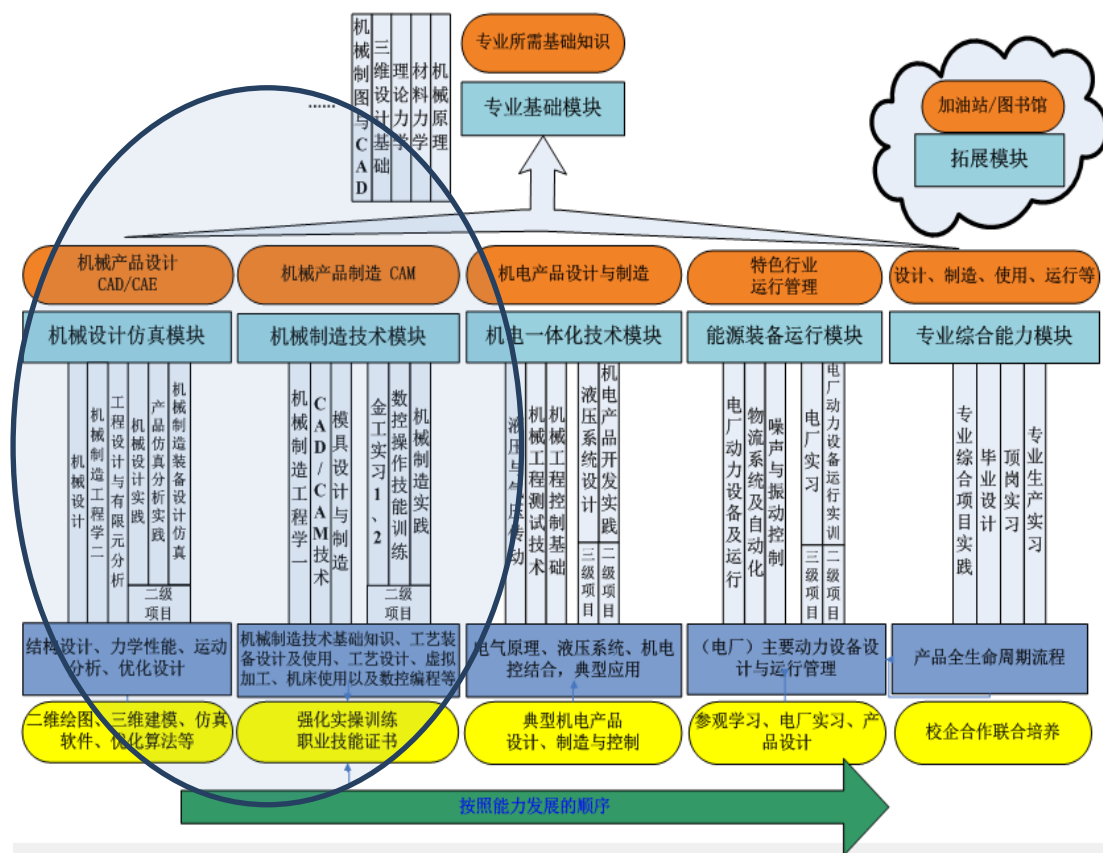 机械制图与CAD
三维设计基础
理论力学
材料力学
机械原理
……
专业所需基础知识
专业基础模块
加油站/图书馆
拓展模块
机械产品设计
CAD/CAE
机械产品制造 CAM
机电产品设计与制造
特色行业
运行管理
设计、制造、使用、运行等
机械设计仿真模块
机械制造技术模块
机电一体化技术模块
能源装备运行模块
专业综合能力模块
机械设计
机械制造工程学二
工程设计与有限元分析
机械设计实践
产品仿真分析实践
机械制造装备设计仿真
二级
项目
机械制造工程学一
CAD/CAM技术
模具设计与制造
金工实习1、2
数控操作技能训练
机械制造实践
二级
项目
液压与气压传动
机械工程测试技术
机械工程控制基础
液压系统设计
三级项目
机电产品开发实践
二级项目
电厂动力设备及运行
物流系统及自动化
噪声与振动控制
电厂实习
三级项目
电厂动力设备运行实训
二级项目
专业综合项目实践
毕业设计
顶岗实习
专业生产实习
结构设计、力学性能、运动
分析、优化设计
机械制造技术基础知识、工艺装
备设计及使用、工艺设计、虚拟
加工、机床使用以及数控编程等
电气原理、液压系统、机电
控结合，典型应用
（电厂）主要动力设备设
计与运行管理
产品全生命周期流程
二维绘图、三维建模、仿真
软件、优化算法等
强化实操训练
职业技能证书
典型机电产品
设计、制造与控制
参观学习、电厂实习、产
品设计
校企合作联合培养
按照能力发展的顺序